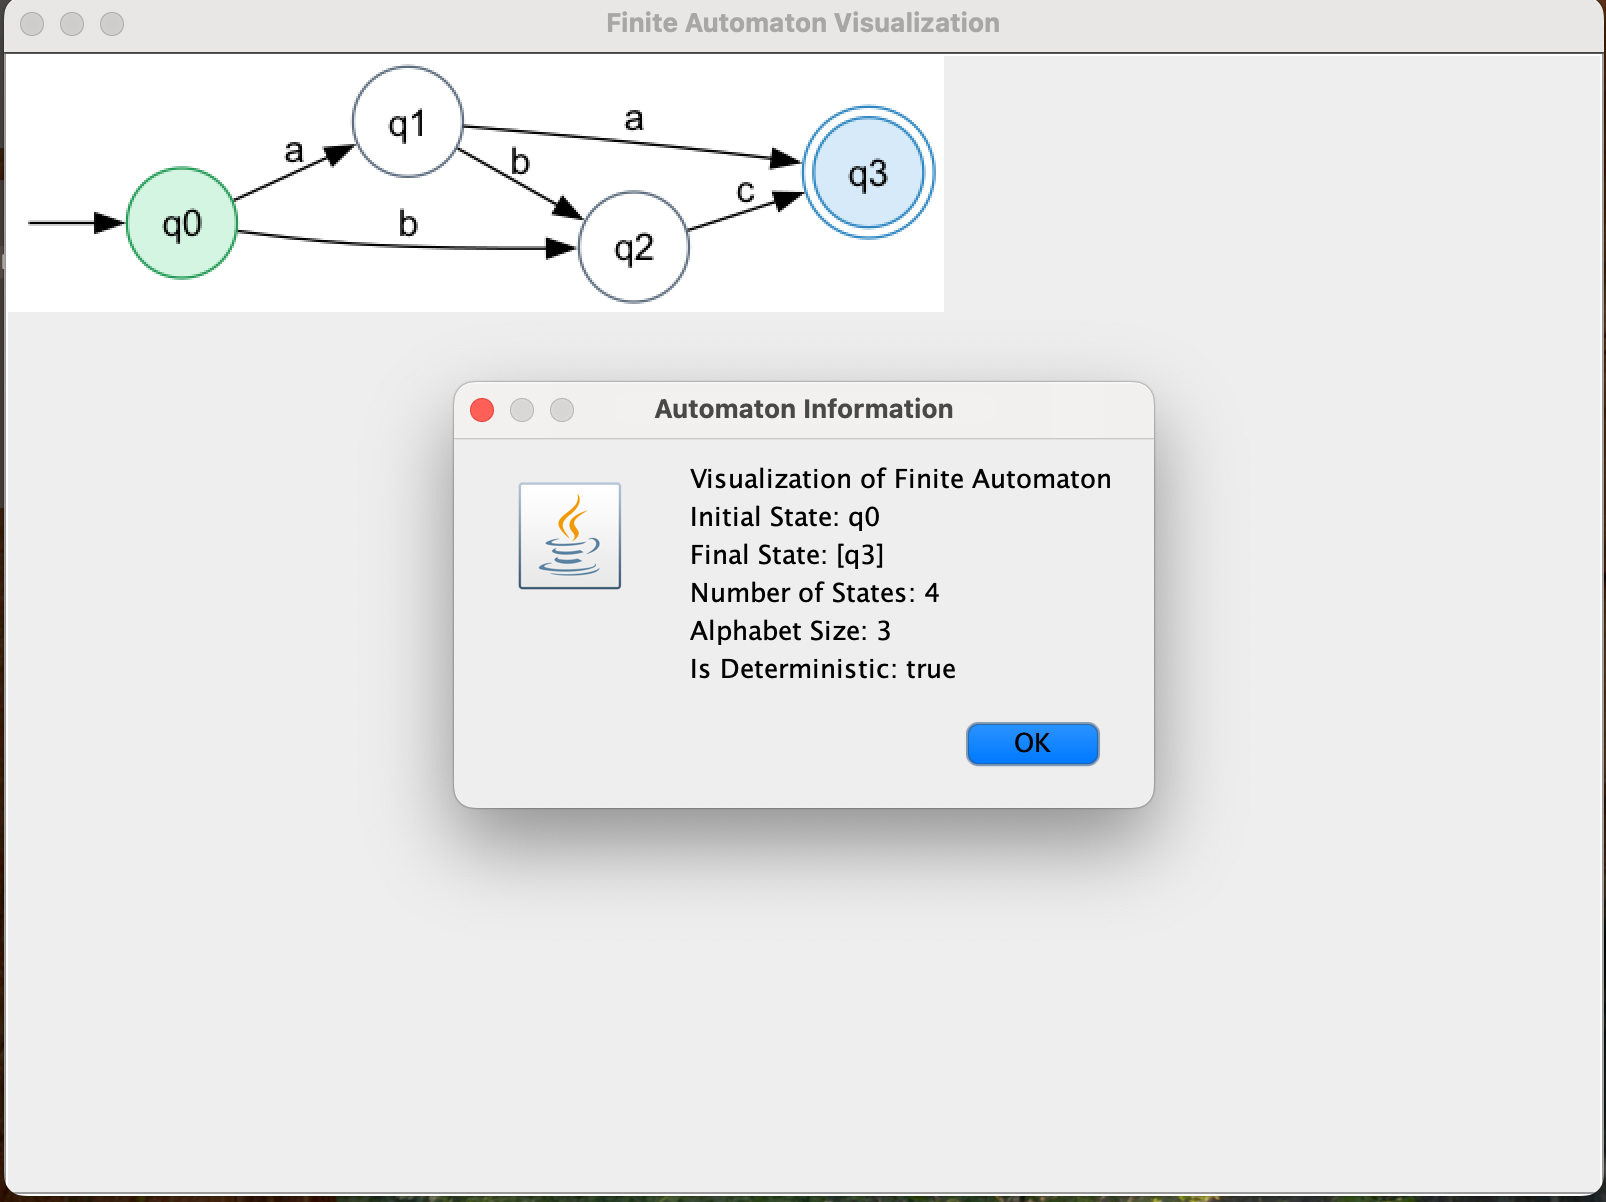 Finite Automaton Visualization
q0
a
b
q1
a
b
q2
c
q3
Automaton Information
Visualization of Finite Automaton
Initial State: q0
Final State: [q3]
Number of States: 4
Alphabet Size: 3
Is Deterministic: true
OK